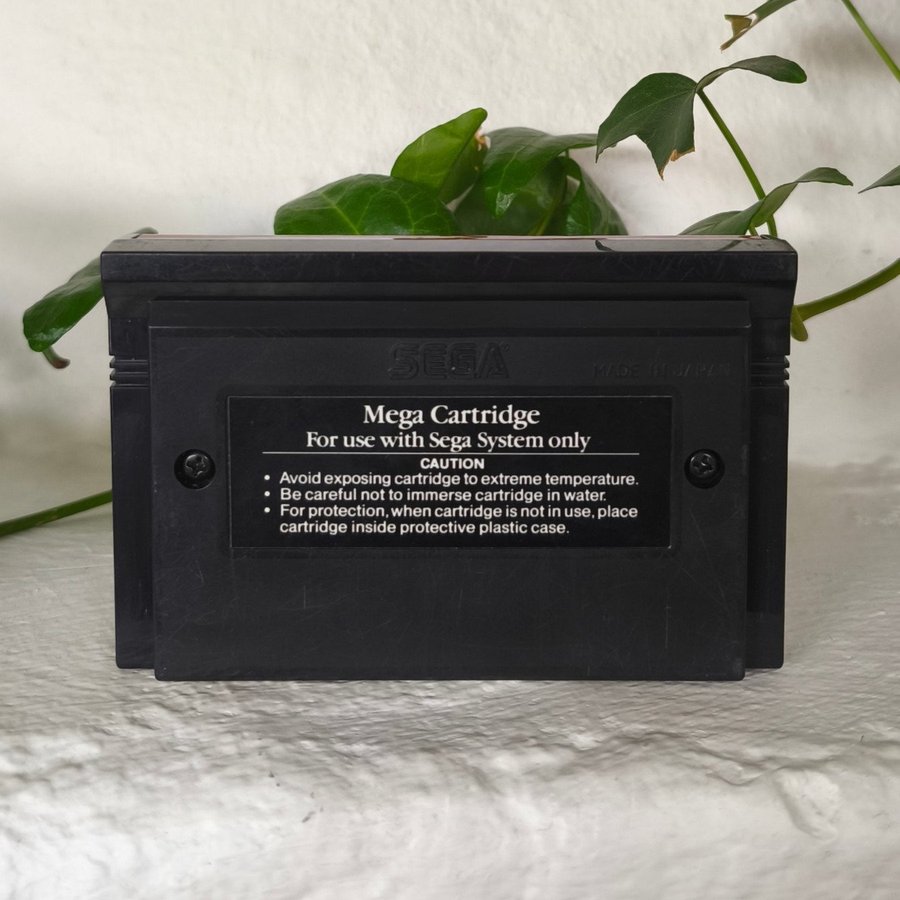 SEGA
MADE IN JAPAN
Mega Cartridge
For use with Sega System only
CAUTION
• Avoid exposing cartridge to extreme temperature.
• Be careful not to immerse cartridge in water.
• For protection, when cartridge is not in use, place
cartridge inside protective plastic case.